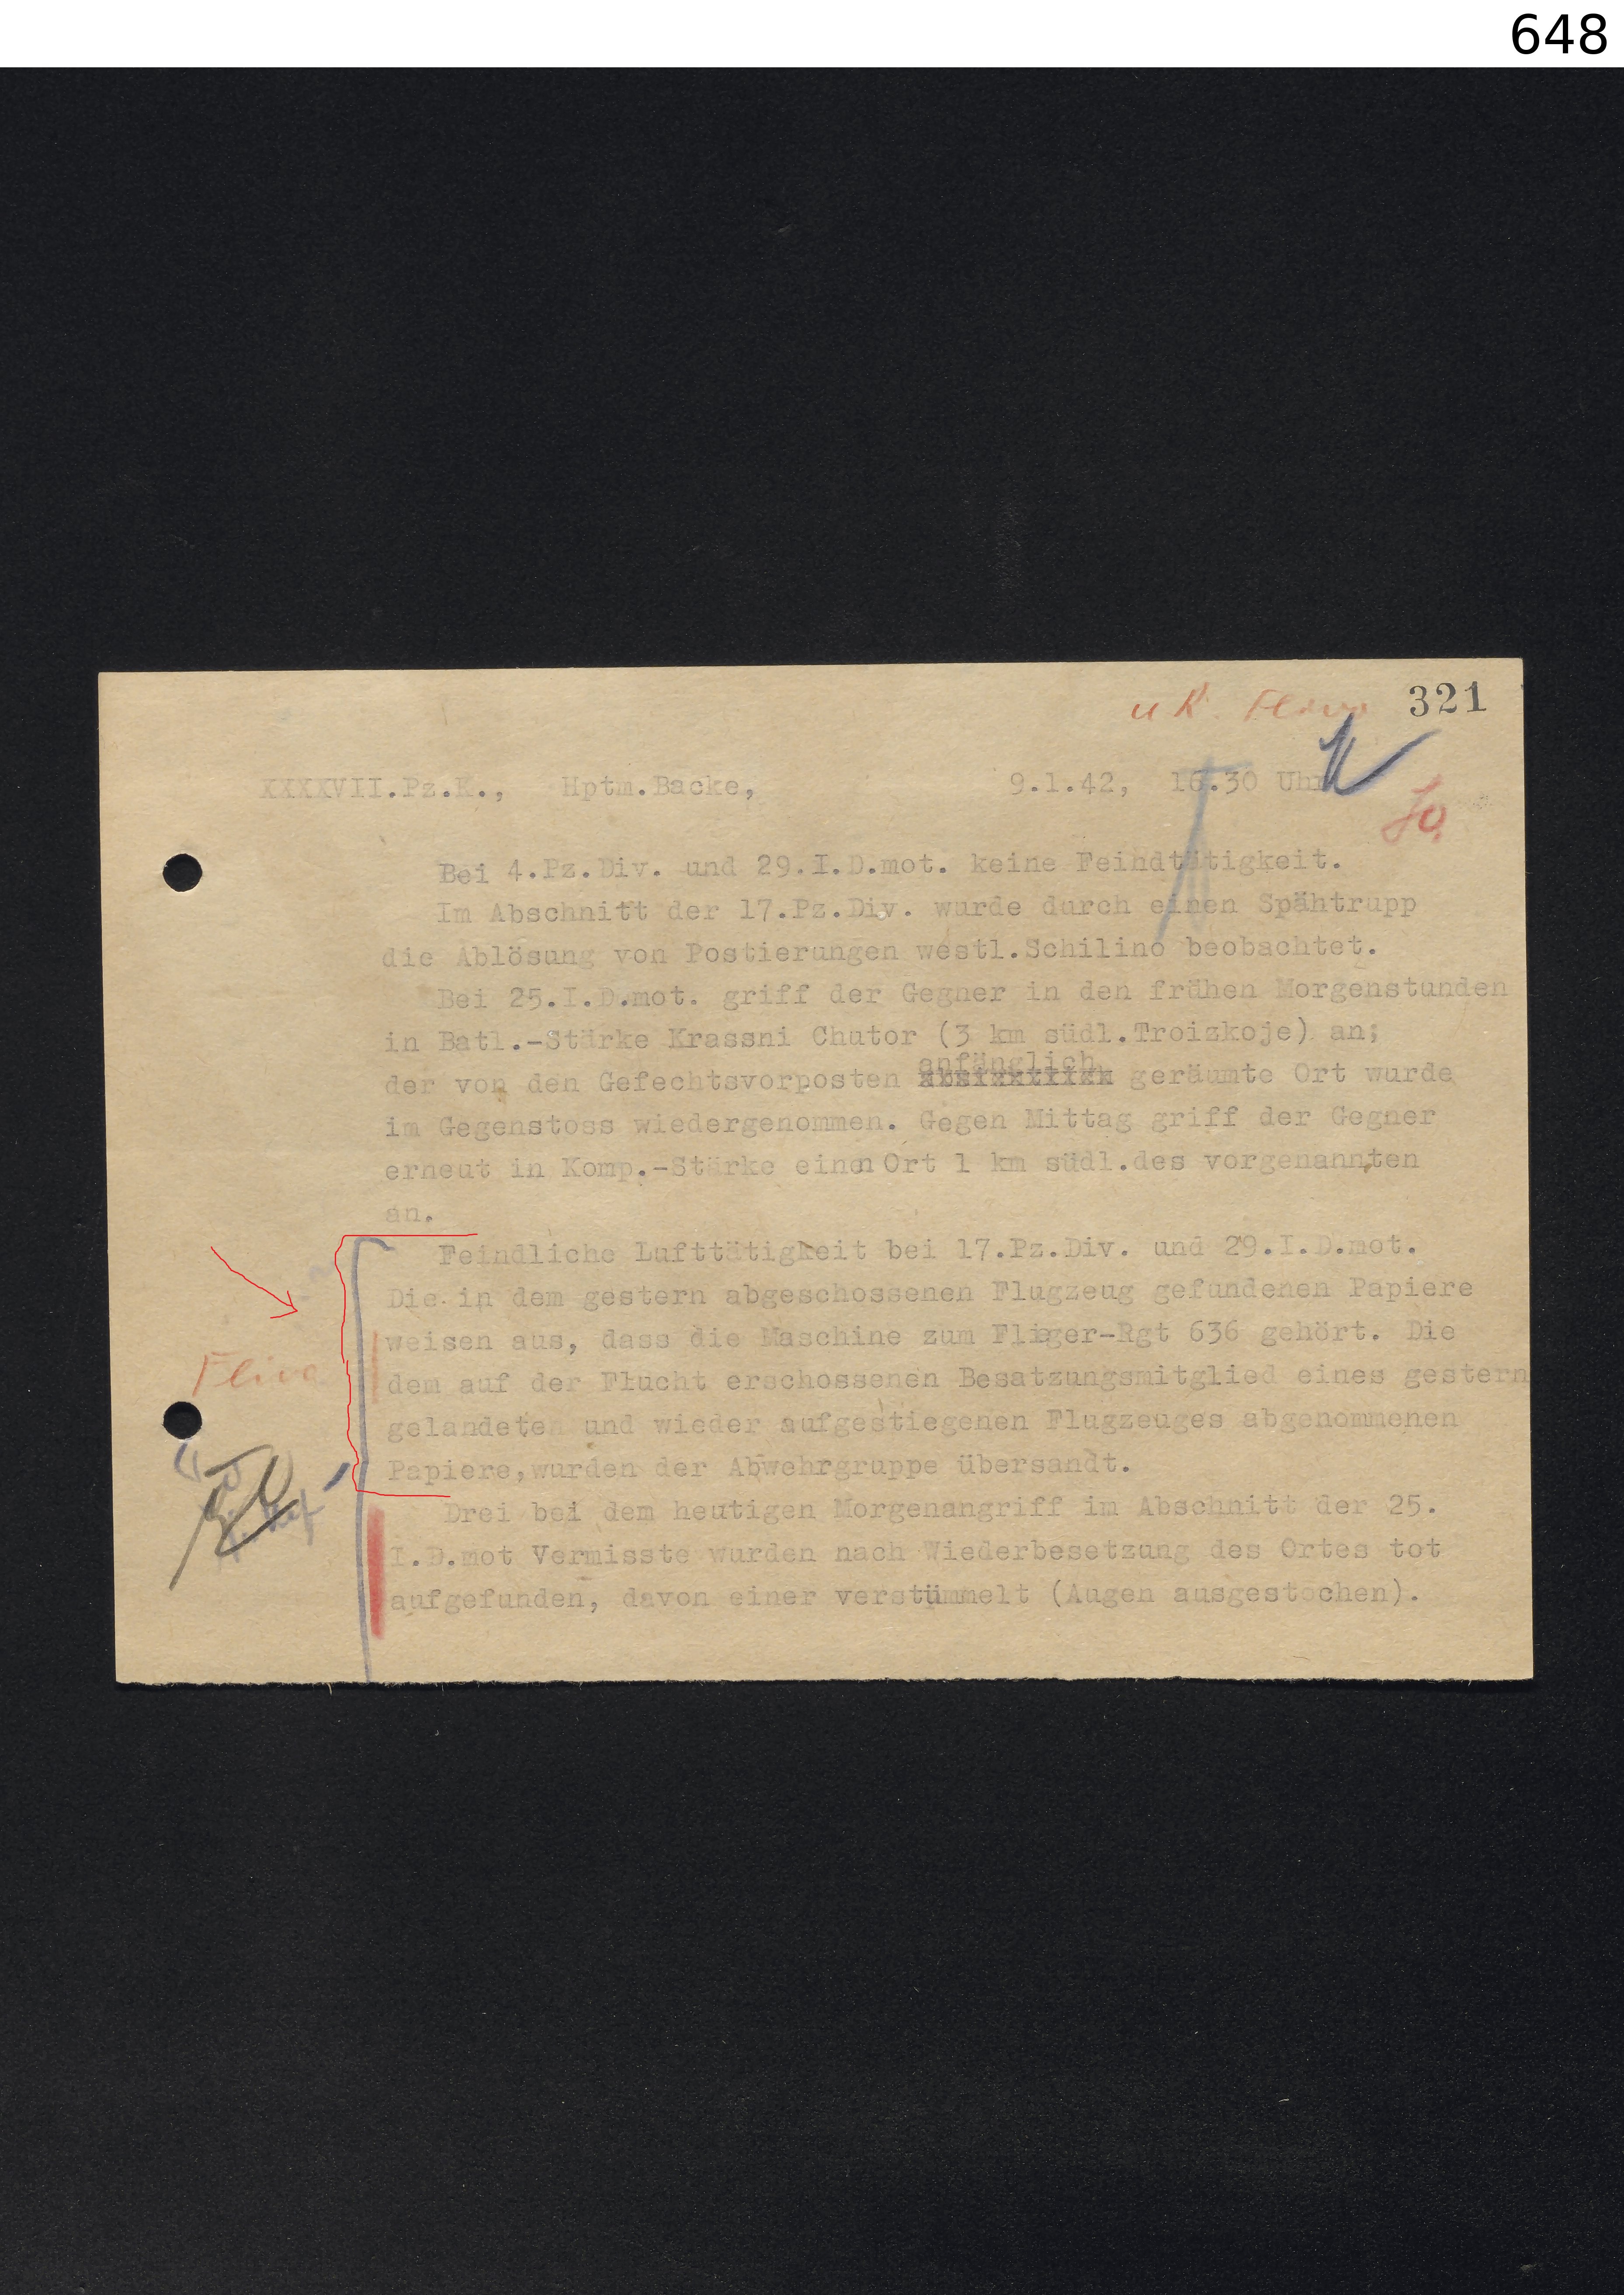 648
321
XXXXVII.Pz.K., Hptm.Backe, 9.1.42, 16.30 Uhr
Bei 4.Pz.Div. und 29.I.D.mot. keine Feindtätigkeit.
Im Abschnitt der 17.Pz.Div. wurde durch einen Spähtrupp
die Ablösung von Postierungen westl.Schilino beobachtet.
Bei 25.I.D.mot. griff der Gegner in den frühen Morgenstunden
in Batl.-Stärke Krassni Chutor (3 km südl.Troizkoje) an;
anfänglich
der von den Gefechtsvorposten geräumte Ort wurde
im Gegenstoss wiedergenommen. Gegen Mittag griff der Gegner
erneut in Komp.-Stärke einen Ort 1 km südl.des vorgenannten
an.
Feindliche Lufttätigkeit bei 17.Pz.Div. und 29.I.D.mot.
Die in dem gestern abgeschossenen Flugzeug gefundenen Papiere
weisen aus, dass die Maschine zum Flieger-Rgt 636 gehört. Die
Flivo
dem auf der Flucht erschossenen Besatzungsmitglied eines gestern
gelandeten und wieder aufgestiegenen Flugzeuges abgenommenen
Papiere,wurden der Abwehrgruppe übersandt.
Drei bei dem heutigen Morgenangriff im Abschnitt der 25.
I.D.mot Vermisste wurden nach Wiederbesetzung des Ortes tot
aufgefunden, davon einer verstümmelt (Augen ausgestochen).